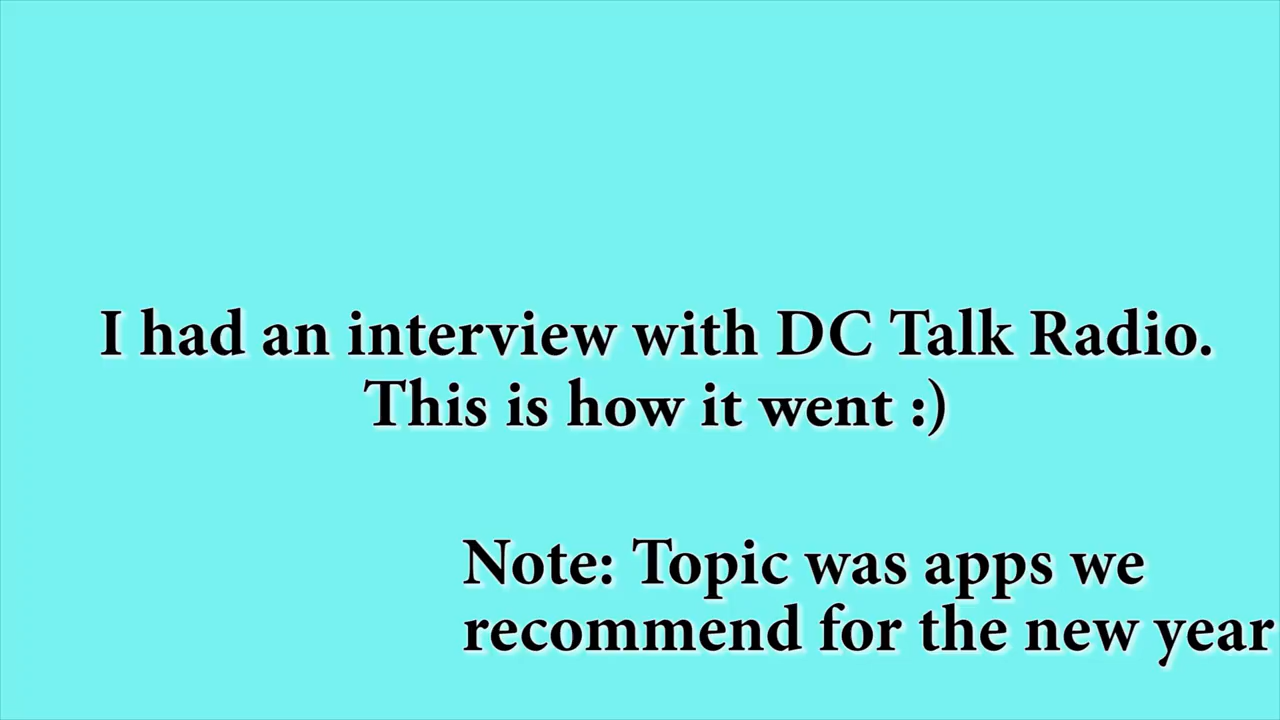 I had an interview with DC Talk Radio.
This is how it went :)
Note: Topic was apps we
recommend for the new year